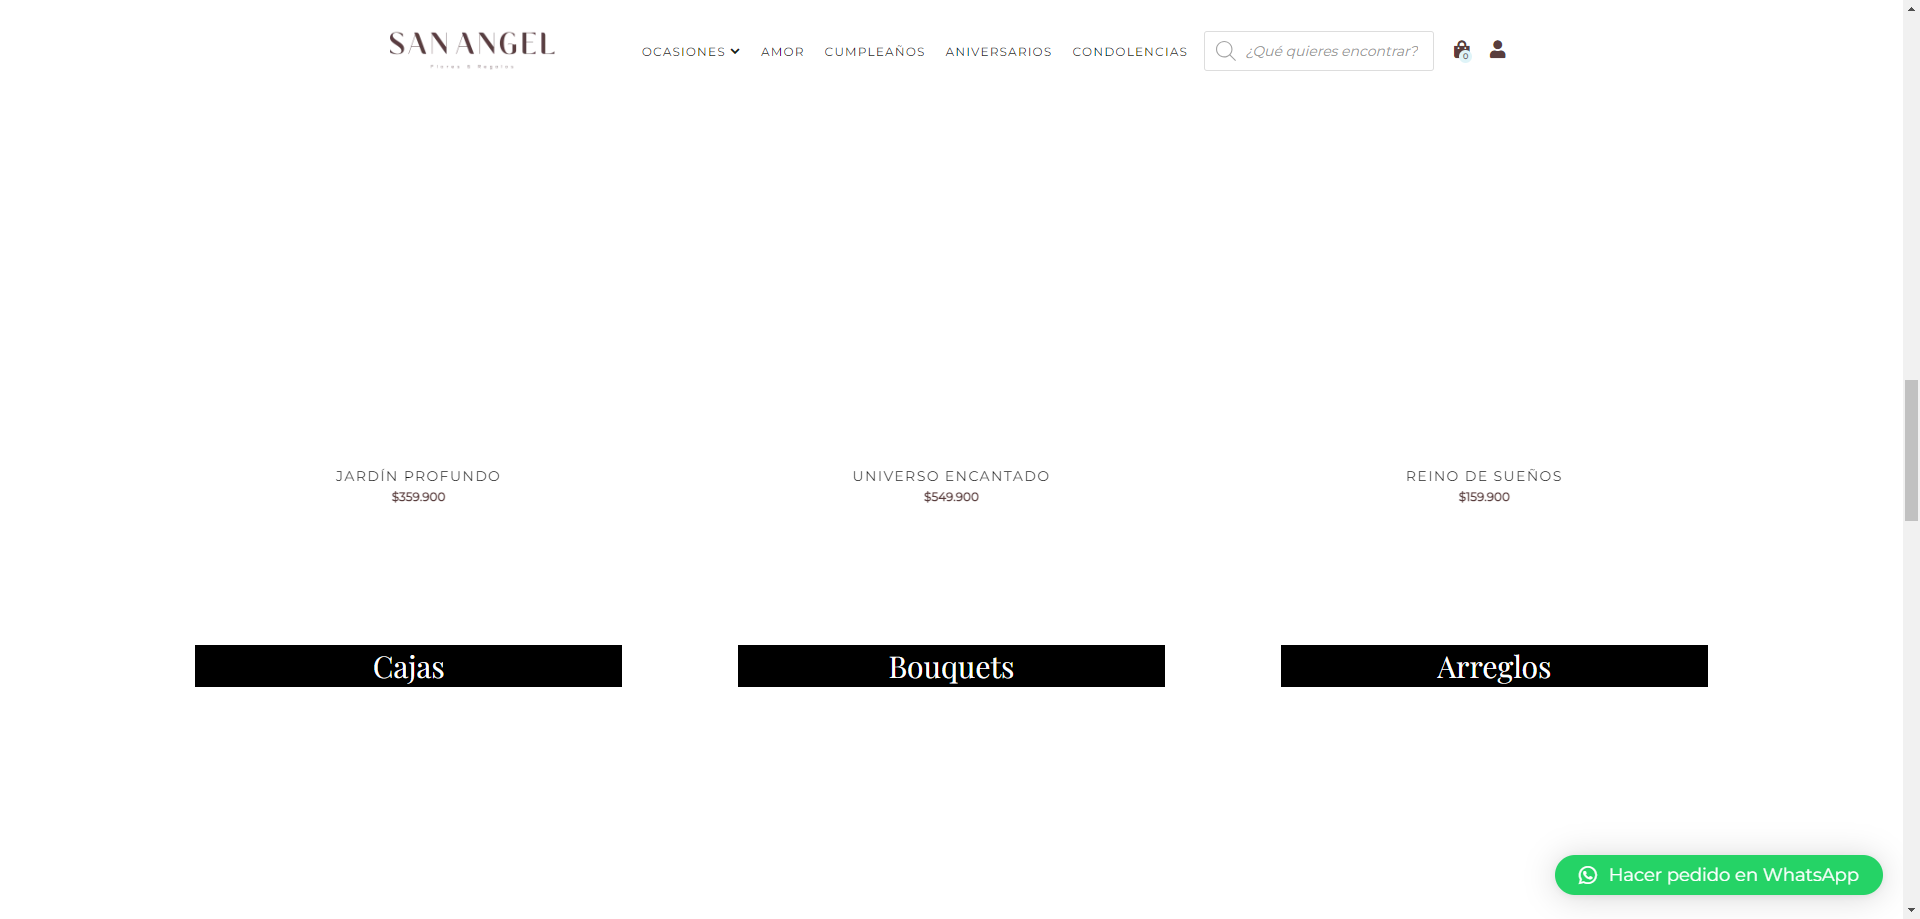 SAN ANGEL
Flores & Regalos
OCASIONES AMOR CUMPLEAÑOS ANIVERSARIOS CONDOLENCIAS ¿Qué quieres encontrar? 0
JARDÍN PROFUNDO
$359.900
UNIVERSO ENCANTADO
$549.900
REINO DE SUEÑOS
$159.900
Cajas
Bouquets
Arreglos
Hacer pedido en WhatsApp